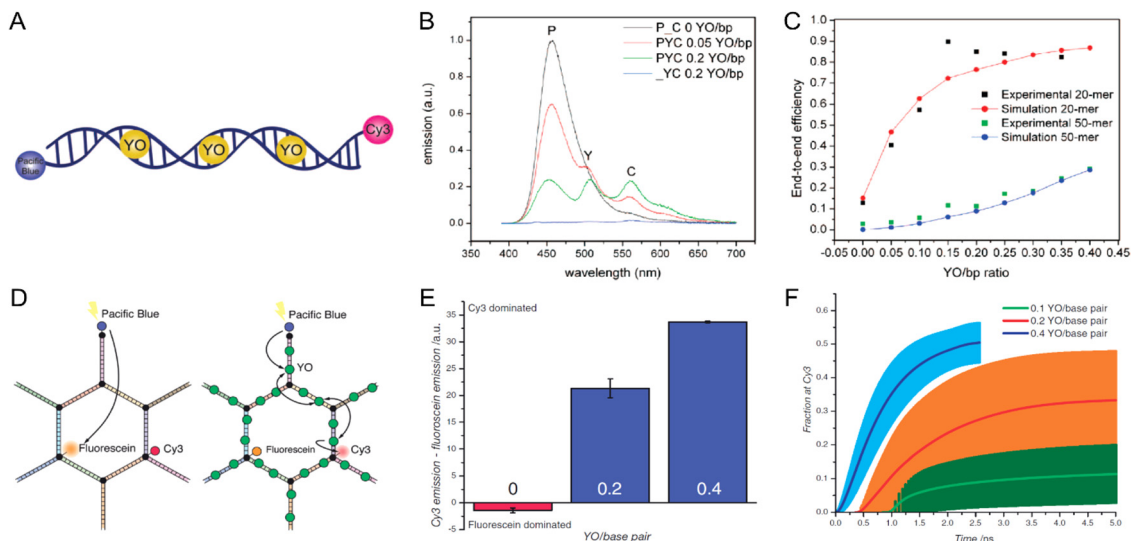 A
Pacific
Blue
YO
YO
YO
Cy3
B
emission (a.u.)
1.0
0.8
0.6
0.4
0.2
0.0
P
Y
C
P_C 0 YO/bp
PYC 0.05 YO/bp
PYC 0.2 YO/bp
_YC 0.2 YO/bp
350 400 450 500 550 600 650 700
wavelength (nm)
C
End-to-end efficiency
1.0
0.9
0.8
0.7
0.6
0.5
0.4
0.3
0.2
0.1
0.0
Experimental 20-mer
Simulation 20-mer
Experimental 50-mer
Simulation 50-mer
-0.05 0.00 0.05 0.10 0.15 0.20 0.25 0.30 0.35 0.40 0.45
YO/bp ratio
D
Pacific Blue
Fluorescein
Cy3
Pacific Blue
YO
Fluorescein
Cy3
E
Cy3 emission - fluoroscein emission /a.u.
Cy3 dominated
35
30
25
20
15
10
5
0
-5
0
0.2
0.4
Fluorescein dominated
YO/base pair
F
Fraction at Cy3
0.6
0.5
0.4
0.3
0.2
0.1
0.0
0.1 YO/base pair
0.2 YO/base pair
0.4 YO/base pair
0.0 0.5 1.0 1.5 2.0 2.5 3.0 3.5 4.0 4.5 5.0
Time /ns